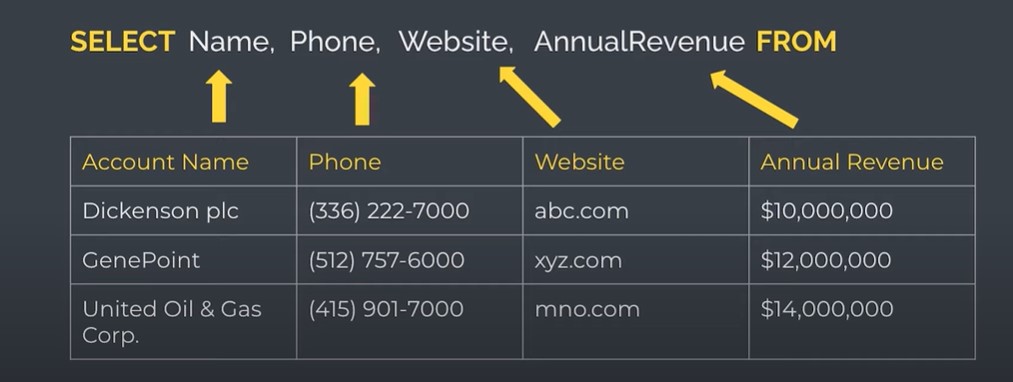 SELECT Name, Phone, Website, AnnualRevenue FROM
Account Name Phone Website Annual Revenue
Dickenson plc (336) 222-7000 abc.com $10,000,000
GenePoint (512) 757-6000 xyz.com $12,000,000
United Oil & Gas (415) 901-7000 mno.com $14,000,000
Corp.